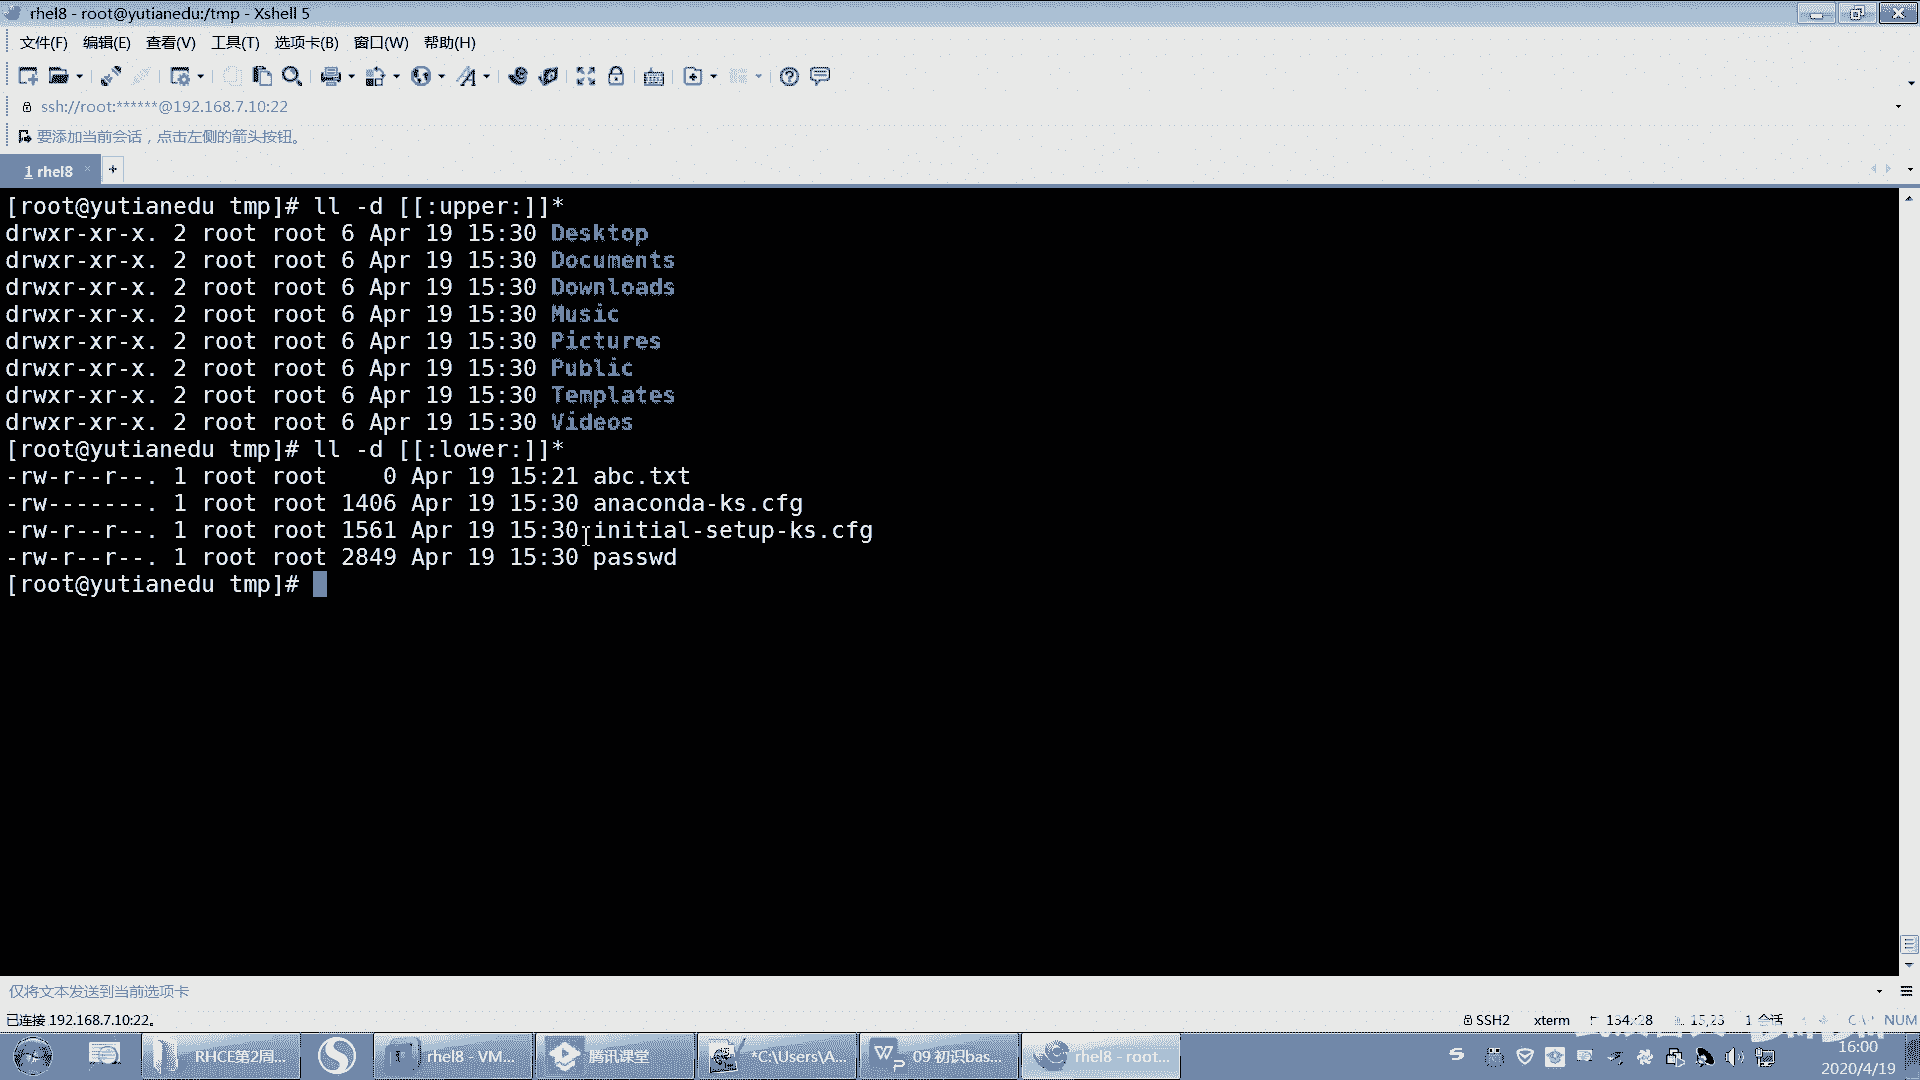 rhel8 - root@yutianedu:/tmp - Xshell 5
文件(F) 编辑(E) 查看(V) 工具(T) 选项卡(B) 窗口(W) 帮助(H)
ssh://root:******@192.168.7.10:22
要添加当前会话，点击左侧的箭头按钮。
1 rhel8
[root@yutianedu tmp]# ll -d [[:upper:]]*
drwxr-xr-x. 2 root root 6 Apr 19 15:30 Desktop
drwxr-xr-x. 2 root root 6 Apr 19 15:30 Documents
drwxr-xr-x. 2 root root 6 Apr 19 15:30 Downloads
drwxr-xr-x. 2 root root 6 Apr 19 15:30 Music
drwxr-xr-x. 2 root root 6 Apr 19 15:30 Pictures
drwxr-xr-x. 2 root root 6 Apr 19 15:30 Public
drwxr-xr-x. 2 root root 6 Apr 19 15:30 Templates
drwxr-xr-x. 2 root root 6 Apr 19 15:30 Videos
[root@yutianedu tmp]# ll -d [[:lower:]]*
-rw-r--r--. 1 root root    0 Apr 19 15:21 abc.txt
-rw-------. 1 root root 1406 Apr 19 15:30 anaconda-ks.cfg
-rw-r--r--. 1 root root 1561 Apr 19 15:30 initial-setup-ks.cfg
-rw-r--r--. 1 root root 2849 Apr 19 15:30 passwd
[root@yutianedu tmp]#
仅将文本发送到当前选项卡
已连接 192.168.7.10:22。 SSH2 xterm 15,23 1 会话 NUM
RHCE第2周... rhel8 - VM... 腾讯课堂 *C:\Users\A... 09 初识bas... rhel8 - root...
16:00
2020/4/19